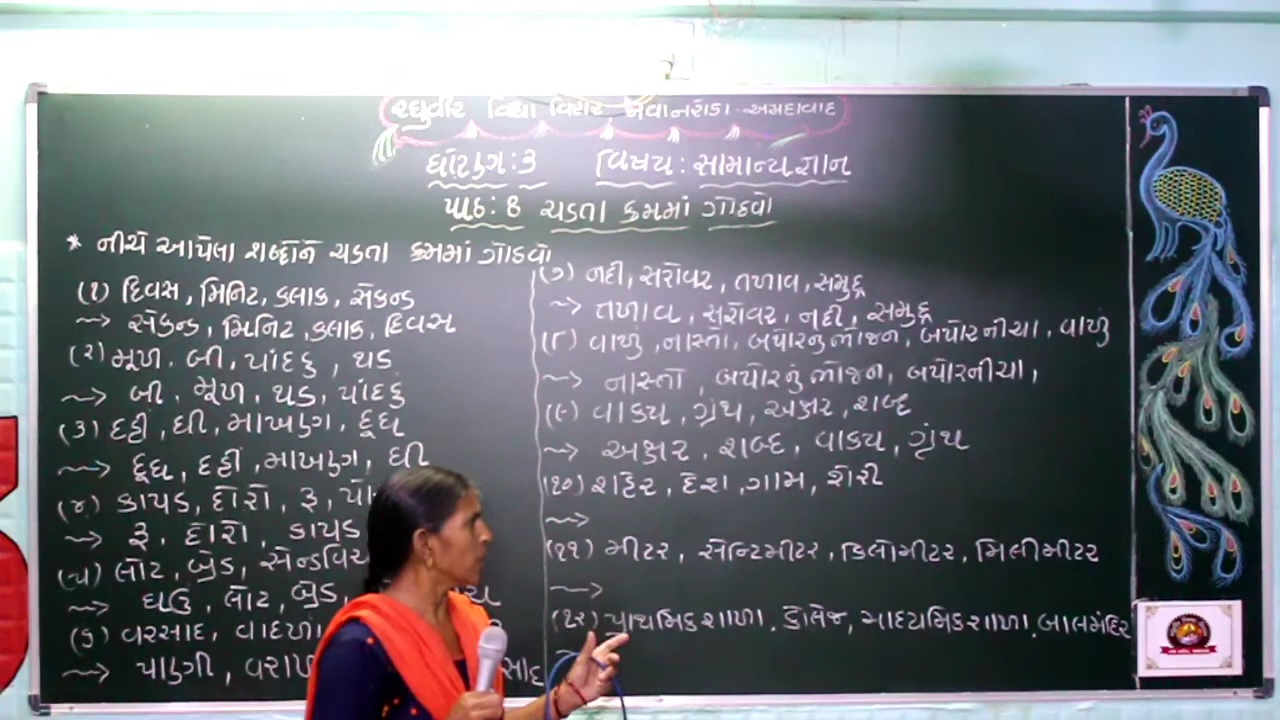 રઘુવીર વિદ્યા વિહાર નવાનરોડા - અમદાવાદ
ધોરણ : ૩ વિષય : સામાન્ય જ્ઞાન
પાઠ : 8 ચડતા ક્રમમાં ગોઠવો
* નીચે આપેલા શબ્દોને ચડતા ક્રમમાં ગોઠવો
(૧) દિવસ, મિનિટ, કલાક, સેકન્ડ
~> સેકન્ડ, મિનિટ, કલાક, દિવસ
(૨) મૂળ, બી, પાંદડુ, થડ
~> બી, મૂળ, થડ, પાંદડુ
(૩) દહીં, ઘી, માખણ, દૂધ
~> દૂધ, દહીં, માખણ, ઘી
(૪) કાપડ, દોરો, રૂ,
~> રૂ, દોરો, કાપડ
(૫) લોટ, બ્રેડ, સેન્ડવિચ
~> ઘઉં, લોટ, બ્રેડ,
(૬) વરસાદ, વાદળ
~> પાણી, વરાળ
(૭) નદી, સરોવર, તળાવ, સમુદ્ર
~> તળાવ, સરોવર, નદી, સમુદ્ર
(૮) વાળું, નાસ્તો, બપોરનું ભોજન, બપોરનીચા, વાળું
~> નાસ્તો, બપોરનું ભોજન, બપોરનીચા,
(૯) વાક્ય, ગ્રંથ, અક્ષર, શબ્દ
~> અક્ષર, શબ્દ, વાક્ય, ગ્રંથ
(૧૦) શહેર, દેશ, ગામ, શેરી
~>
(૧૧) મીટર, સેન્ટિમીટર, કિલોમીટર, મિલીમીટર
~>
(૧૨) પ્રાથમિકશાળા, કોલેજ, માધ્યમિકશાળા, બાલમંદિર